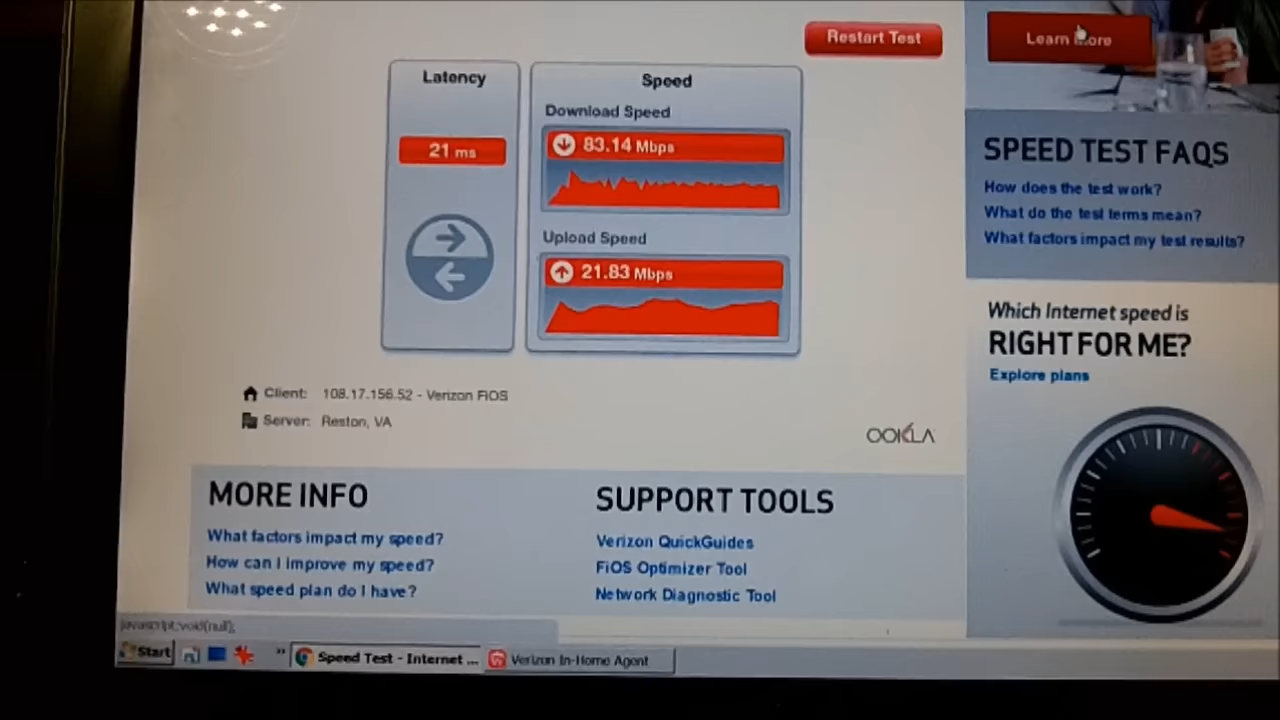 Restart Test
Learn More
Latency
21 ms
Speed
Download Speed
83.14 Mbps
Upload Speed
21.83 Mbps
Client: 108.17.156.52 - Verizon FiOS
Server: Reston, VA
OOKLA
SPEED TEST FAQS
How does the test work?
What do the test terms mean?
What factors impact my test results?
Which Internet speed is
RIGHT FOR ME?
Explore plans
MORE INFO
What factors impact my speed?
How can I improve my speed?
What speed plan do I have?
SUPPORT TOOLS
Verizon QuickGuides
FiOS Optimizer Tool
Network Diagnostic Tool
javascript:void(null);
Start
»
Speed Test - Internet ...
Verizon In-Home Agent